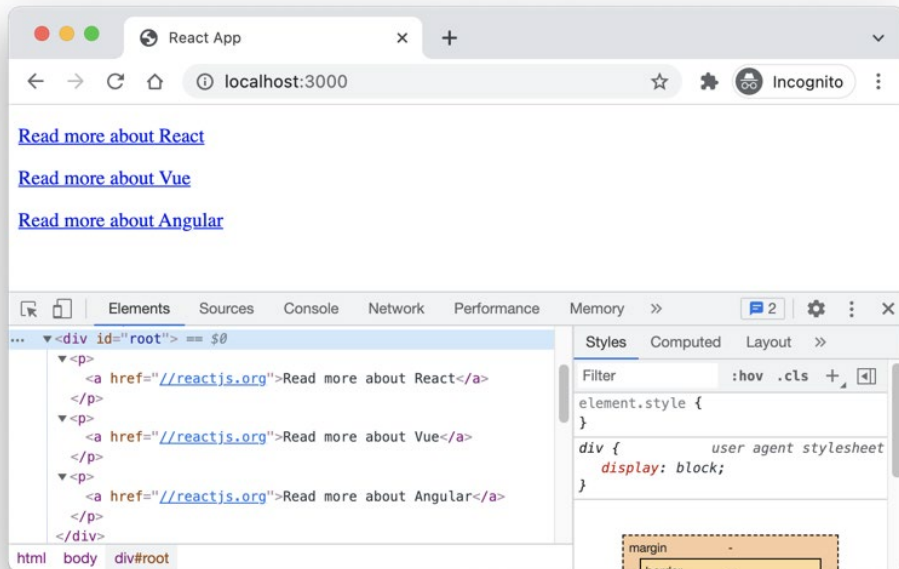 React App
localhost:3000
Incognito
Read more about React
Read more about Vue
Read more about Angular
Elements Sources Console Network Performance Memory » 2
... ▼<div id="root"> == $0
▼<p>
<a href="//reactjs.org">Read more about React</a>
</p>
▼<p>
<a href="//reactjs.org">Read more about Vue</a>
</p>
▼<p>
<a href="//reactjs.org">Read more about Angular</a>
</p>
</div>
html body div#root
Styles Computed Layout »
Filter :hov .cls +
element.style {
}
div { user agent stylesheet
display: block;
}
margin -